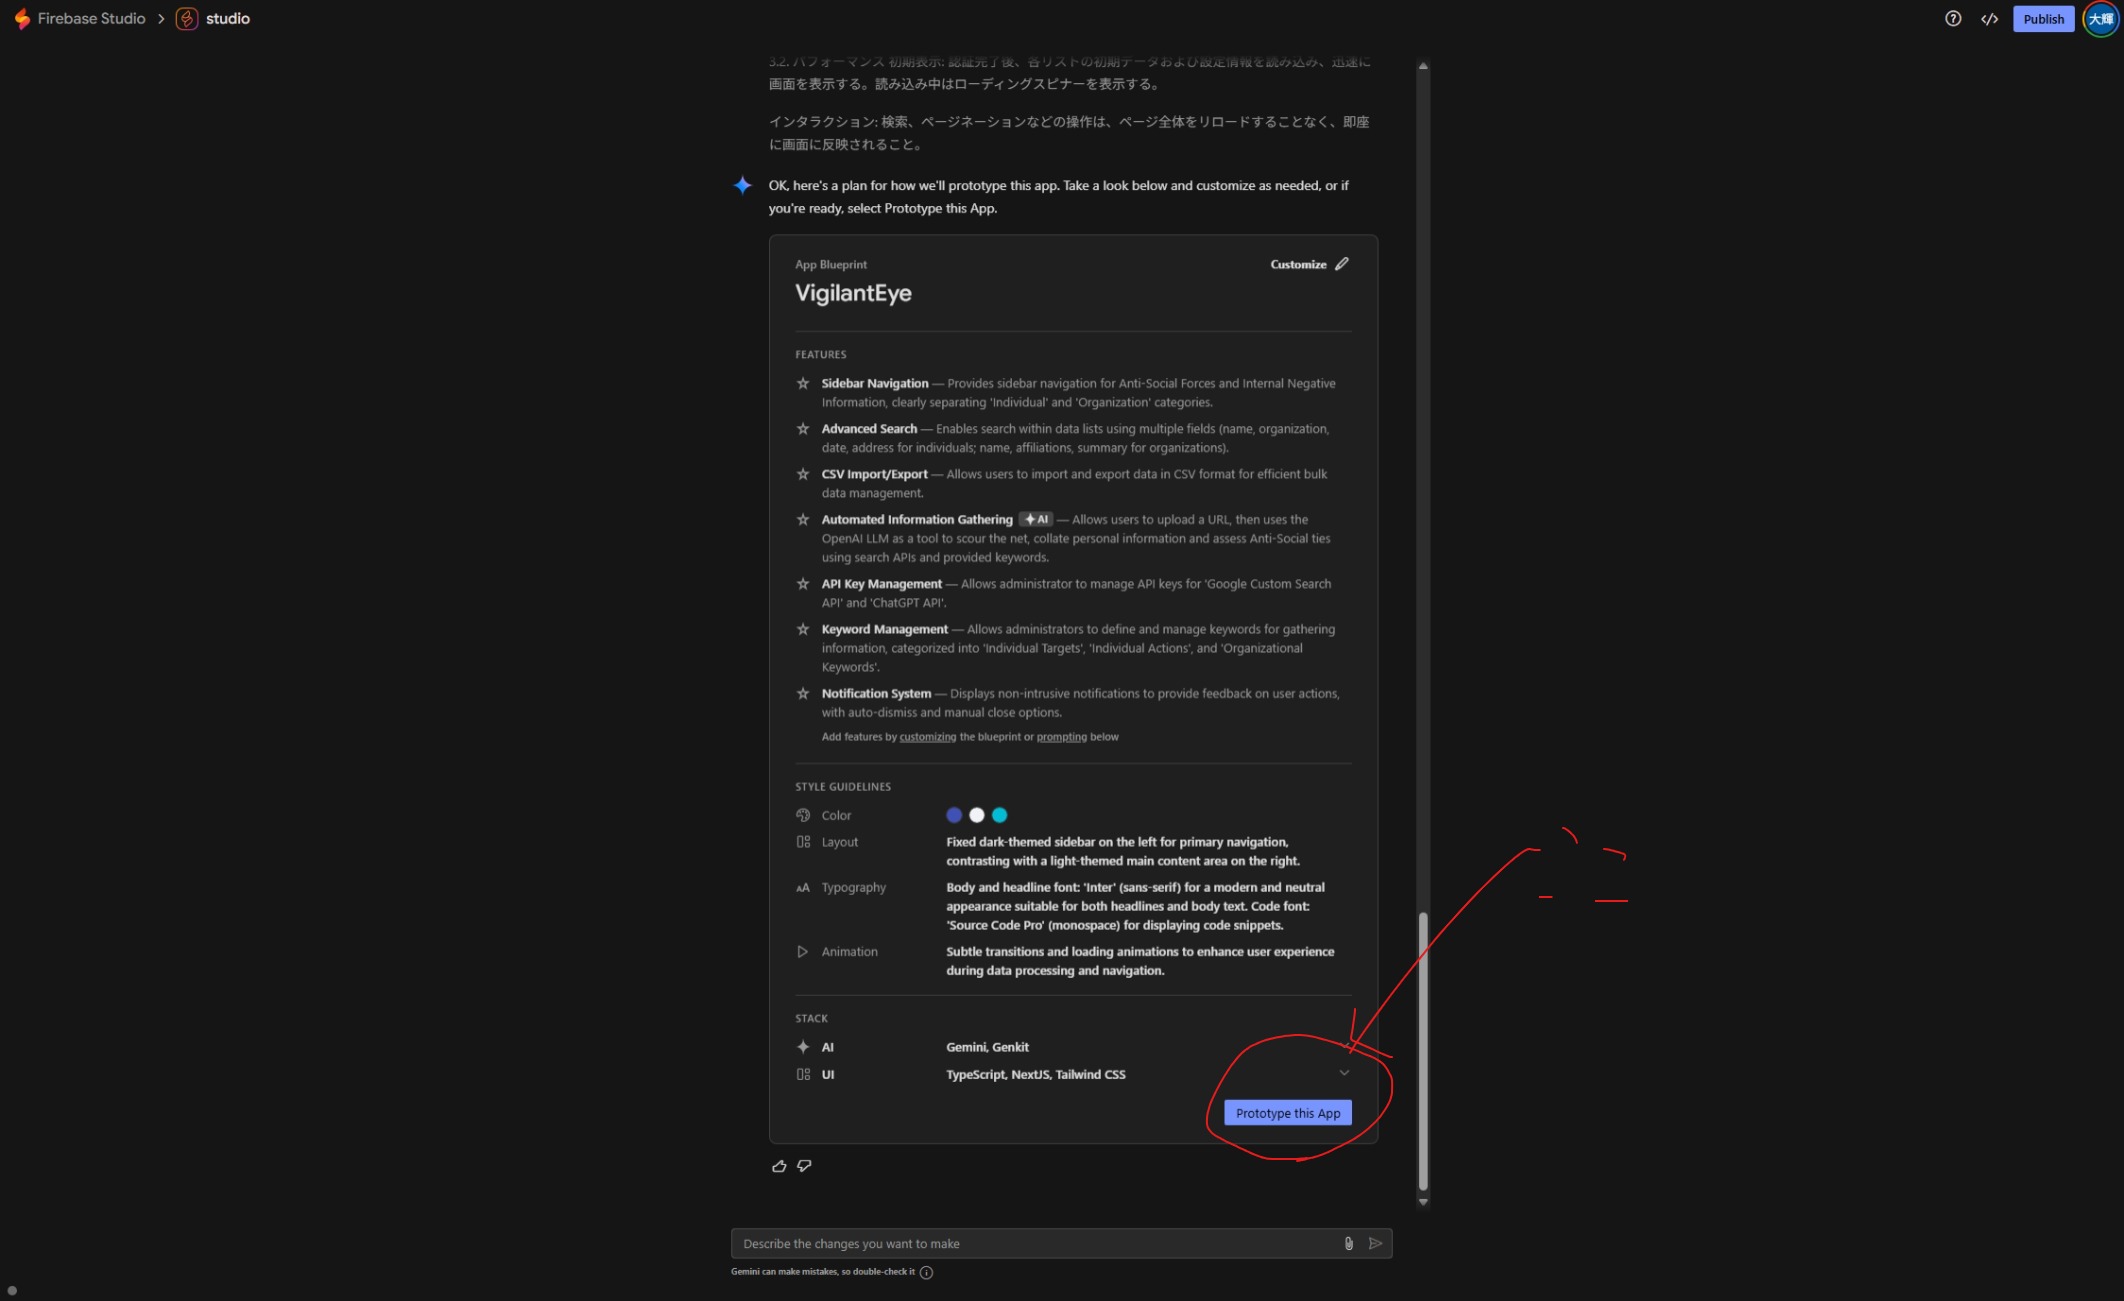 Firebase Studio > studio
Publish
大輝
3.2. パフォーマンス 初期表示: 認証完了後、各リストの初期データおよび設定情報を読み込み、迅速に
画面を表示する。読み込み中はローディングスピナーを表示する。
インタラクション: 検索、ページネーションなどの操作は、ページ全体をリロードすることなく、即座
に画面に反映されること。
OK, here's a plan for how we'll prototype this app. Take a look below and customize as needed, or if
you're ready, select Prototype this App.
App Blueprint
Customize
VigilantEye
FEATURES
Sidebar Navigation — Provides sidebar navigation for Anti-Social Forces and Internal Negative
Information, clearly separating 'Individual' and 'Organization' categories.
Advanced Search — Enables search within data lists using multiple fields (name, organization,
date, address for individuals; name, affiliations, summary for organizations).
CSV Import/Export — Allows users to import and export data in CSV format for efficient bulk
data management.
Automated Information Gathering AI — Allows users to upload a URL, then uses the
OpenAI LLM as a tool to scour the net, collate personal information and assess Anti-Social ties
using search APIs and provided keywords.
API Key Management — Allows administrator to manage API keys for 'Google Custom Search
API' and 'ChatGPT API'.
Keyword Management — Allows administrators to define and manage keywords for gathering
information, categorized into 'Individual Targets', 'Individual Actions', and 'Organizational
Keywords'.
Notification System — Displays non-intrusive notifications to provide feedback on user actions,
with auto-dismiss and manual close options.
Add features by customizing the blueprint or prompting below
STYLE GUIDELINES
Color
Layout
Fixed dark-themed sidebar on the left for primary navigation,
contrasting with a light-themed main content area on the right.
Typography
Body and headline font: 'Inter' (sans-serif) for a modern and neutral
appearance suitable for both headlines and body text. Code font:
'Source Code Pro' (monospace) for displaying code snippets.
Animation
Subtle transitions and loading animations to enhance user experience
during data processing and navigation.
STACK
AI
Gemini, Genkit
UI
TypeScript, NextJS, Tailwind CSS
Prototype this App
Describe the changes you want to make
Gemini can make mistakes, so double-check it